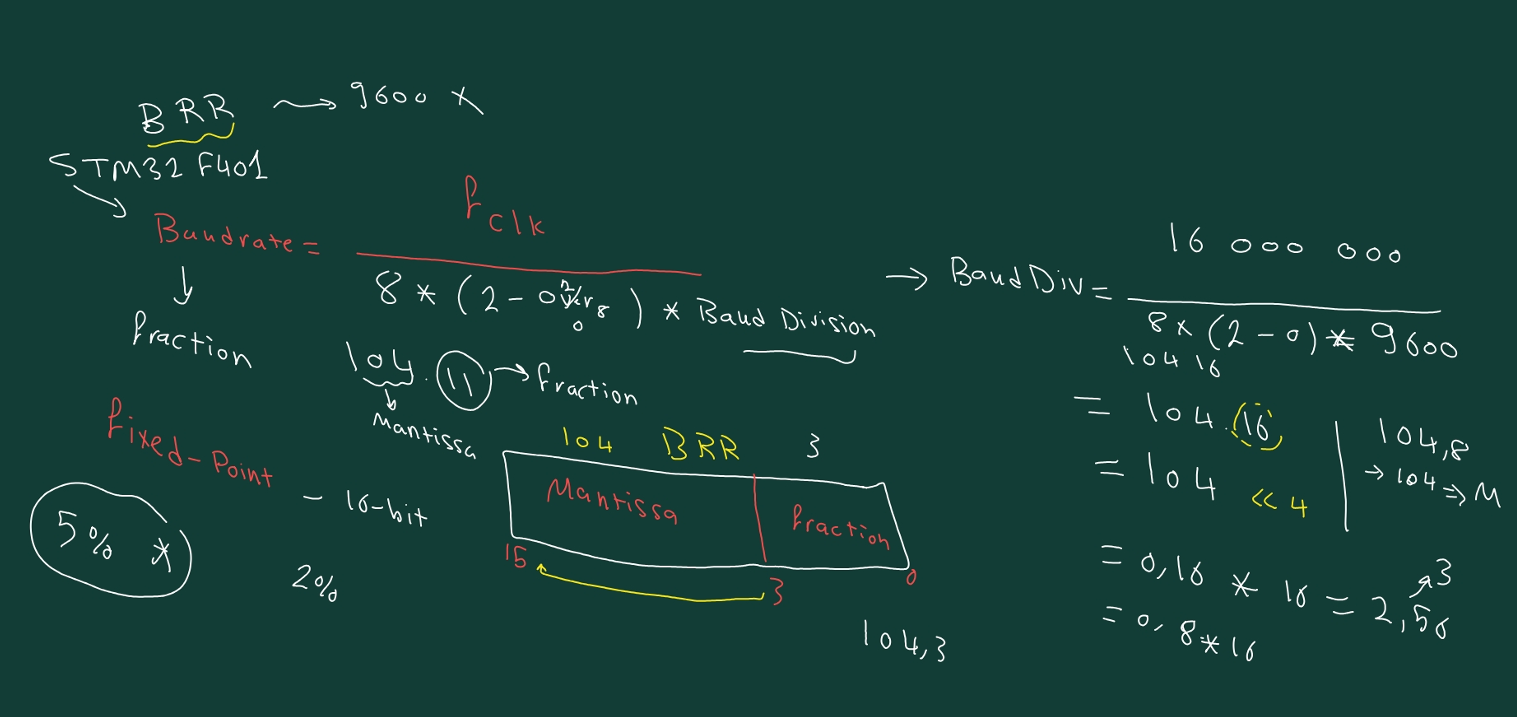 BRR → 9600 *
STM32 F401
Baudrate = fclk
8 * (2 - over8) * Baud Division
2
0
fraction
104.11 → fraction
Mantissa
→ BaudDiv = 16 000 000
8 * (2 - 0) * 9600
104 16
= 104.16
= 104 << 4
104,8
→ 104 => M
Fixed-Point
- 16-bit
104 BRR 3
Mantissa fraction
15 3 0
5% *
2%
104,3
= 0,16 * 16 = 2,56 → 3
= 0,8 * 16